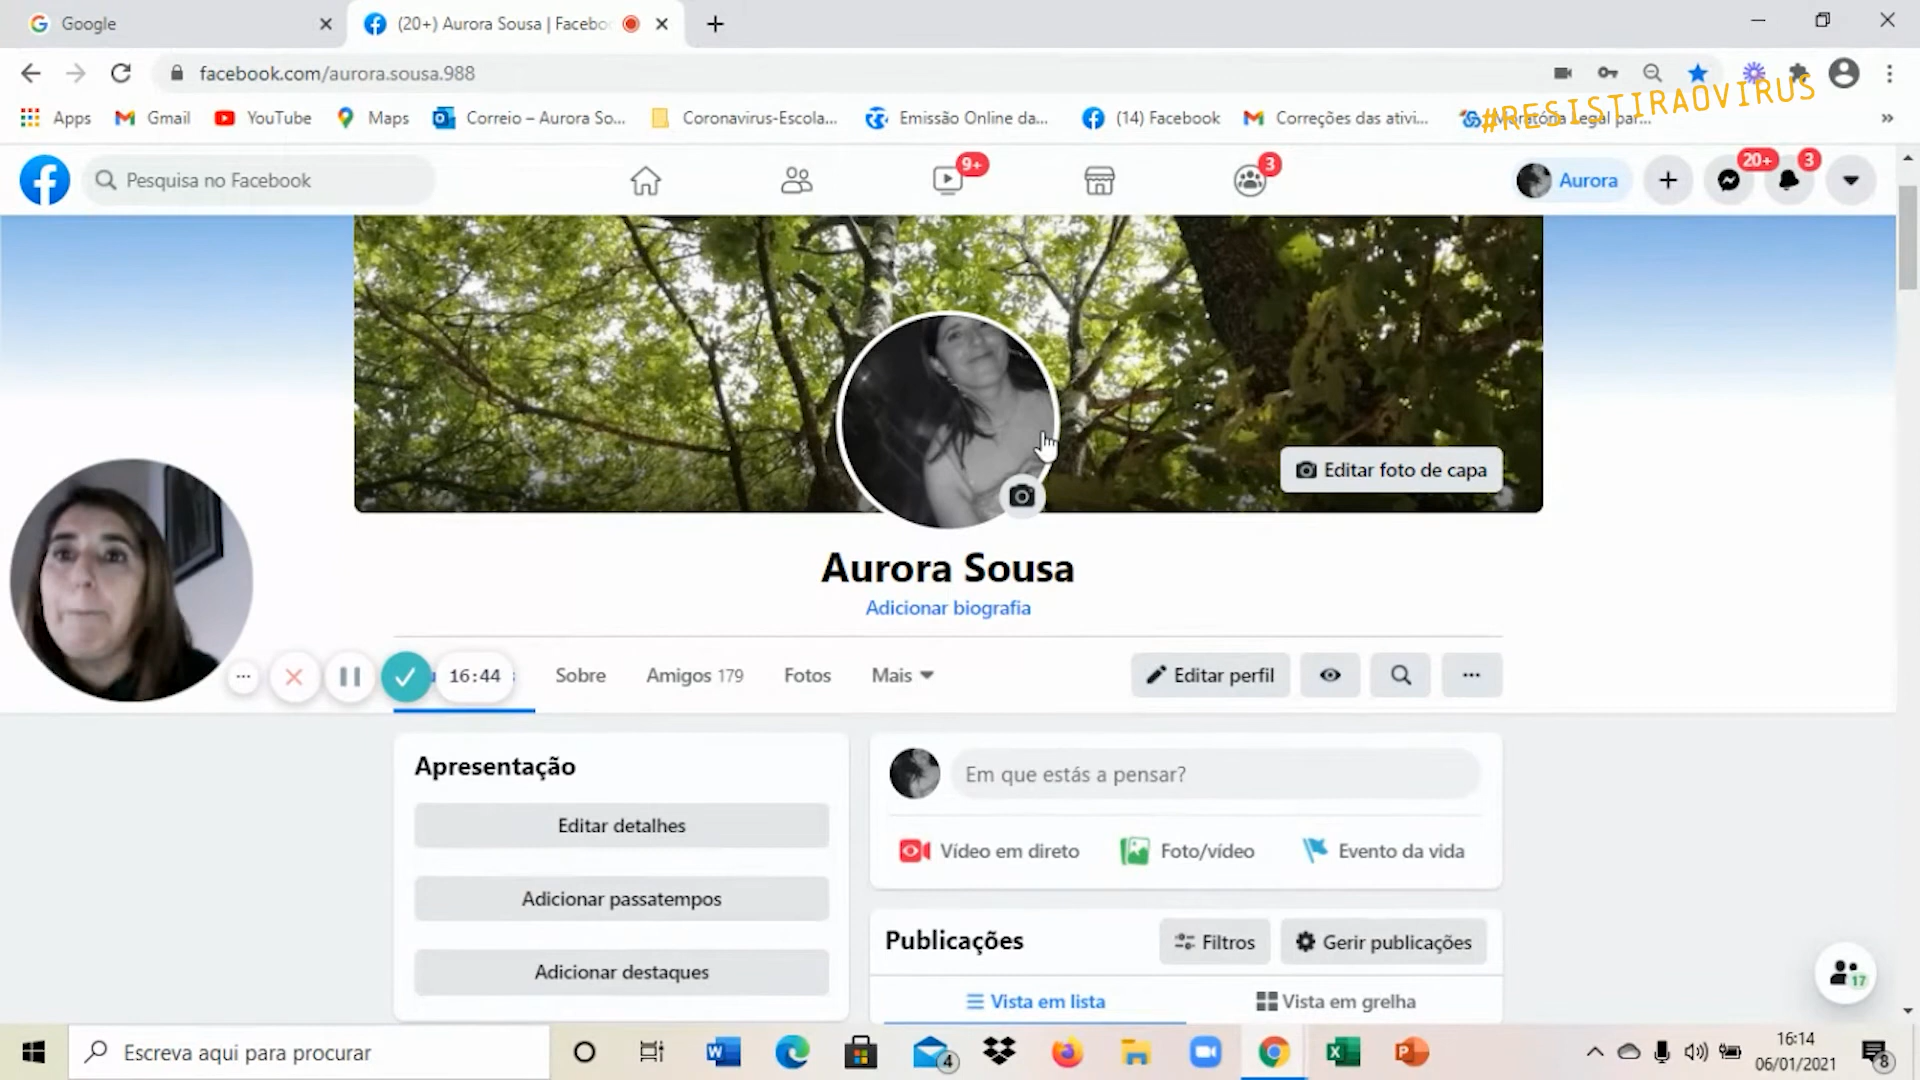 Google
(20+) Aurora Sousa | Facebo
facebook.com/aurora.sousa.988
#RESISTIRAOVIRUS
Apps Gmail YouTube Maps Correio – Aurora So... Coronavirus-Escola... Emissão Online da... (14) Facebook Correções das ativi... Moratória Legal par... »
Pesquisa no Facebook 9+ 3 Aurora 20+ 3
Editar foto de capa
Aurora Sousa
Adicionar biografia
16:44 Sobre Amigos 179 Fotos Mais Editar perfil
Apresentação
Editar detalhes
Adicionar passatempos
Adicionar destaques
Em que estás a pensar?
Vídeo em direto Foto/vídeo Evento da vida
Publicações Filtros Gerir publicações
Vista em lista Vista em grelha
17
Escreva aqui para procurar 4 16:14
06/01/2021 8